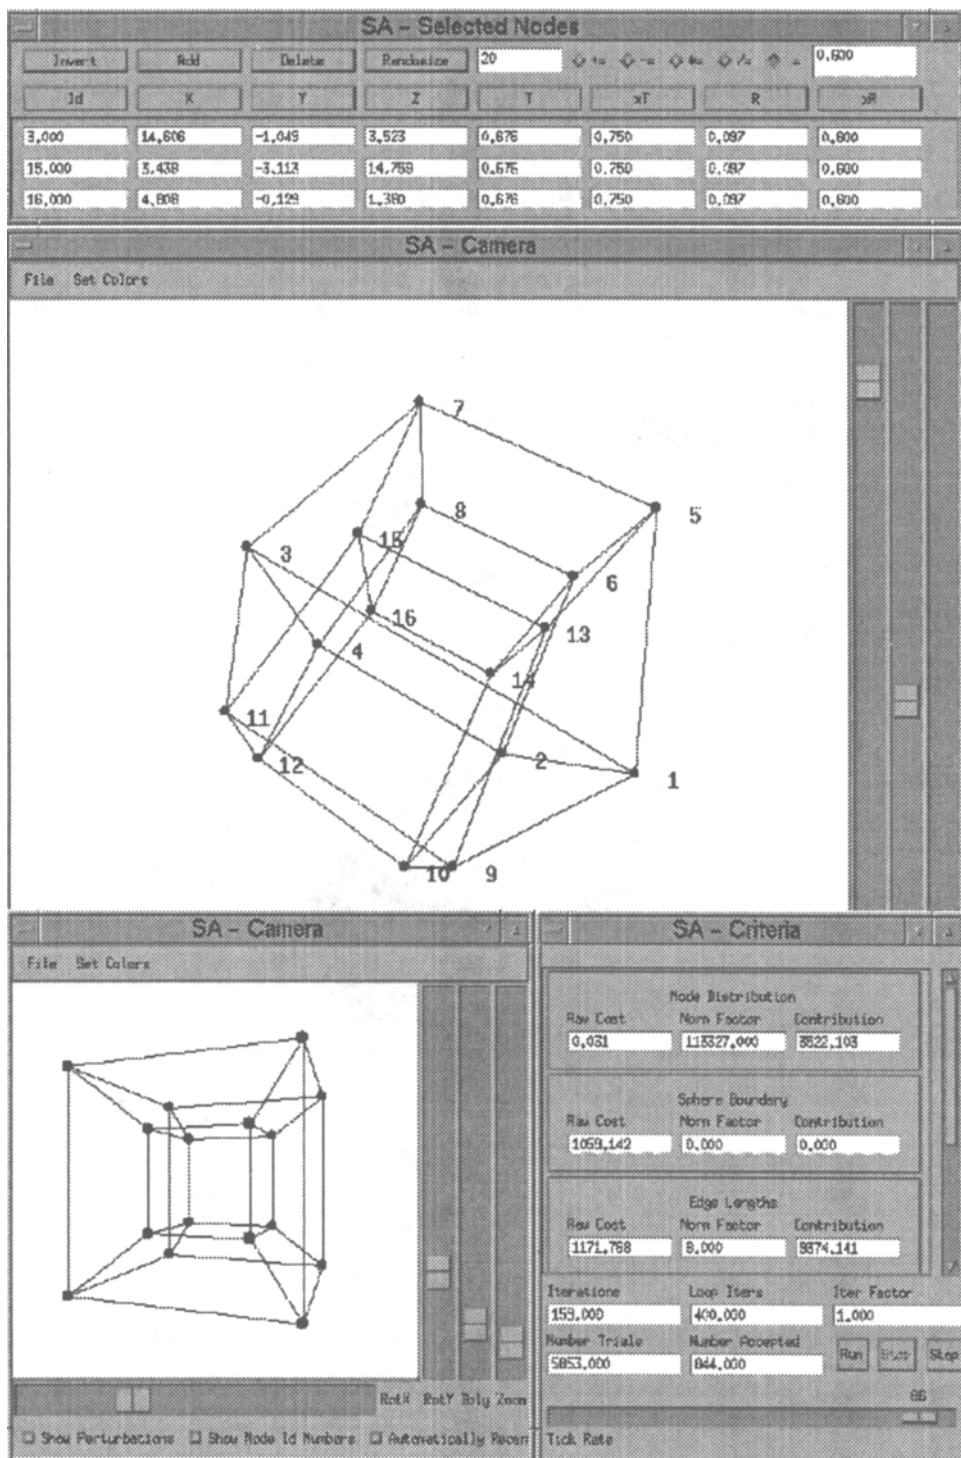 SA - Selected Nodes
Invert Add Delete Randomize 20 += -= *= /= = 0.600
Id X Y Z T xT R xR
3,000 14,606 -1,049 3,523 0,676 0,750 0,097 0,600
15,000 3,438 -3,113 14,759 0,676 0,750 0,097 0,600
16,000 4,808 -0,129 1,380 0,676 0,750 0,097 0,600
SA - Camera
File Set Colors
7
8
5
15
3
6
16
13
4
14
11
12
2
1
10
9
SA - Camera
File Set Colors
RotX RotY Dolly Zoom
Show Perturbations Show Node Id Numbers Automatically Recen
SA - Criteria
Node Distribution
Raw Cost Norm Factor Contribution
0,031 3522,103
Sphere Boundary
Raw Cost Norm Factor Contribution
1059,142 0,000 0,000
Edge Lengths
Raw Cost Norm Factor Contribution
1171,768 8,000 9374,141
Iterations Loop Iters Iter Factor
159,000 400,000 1,000
Number Trials Number Accepted
5853,000 844,000 Run Step Stop
86
Tick Rate